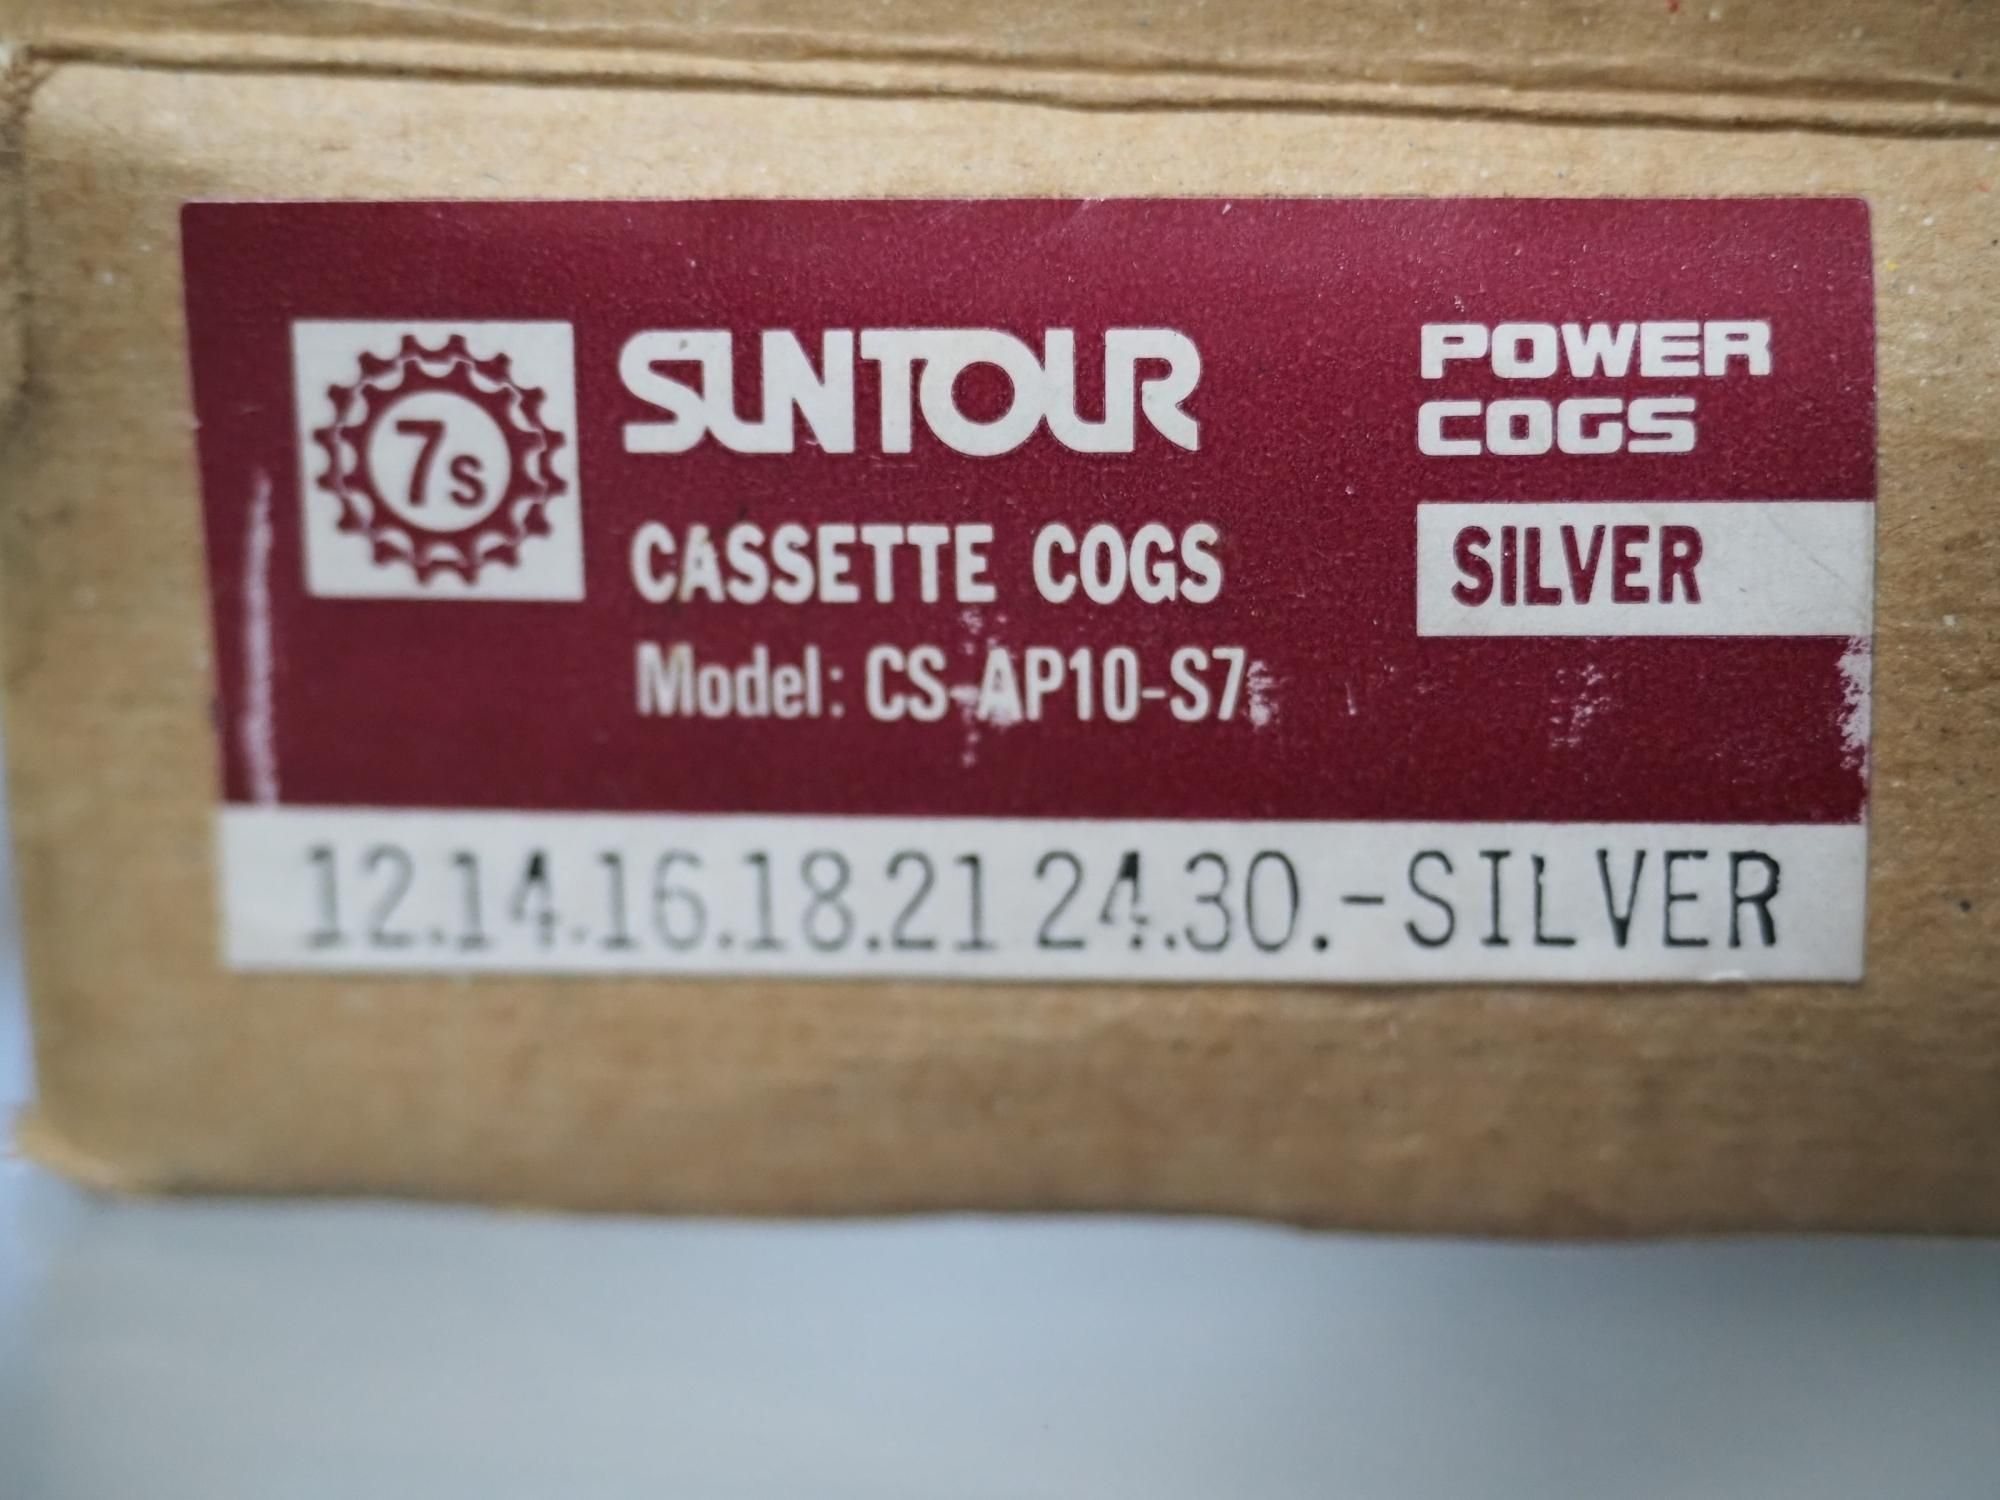 7s
SUNTOUR
POWER
COGS
CASSETTE COGS
SILVER
Model: CS-AP10-S7
12.14.16.18.21 24.30.-SILVER